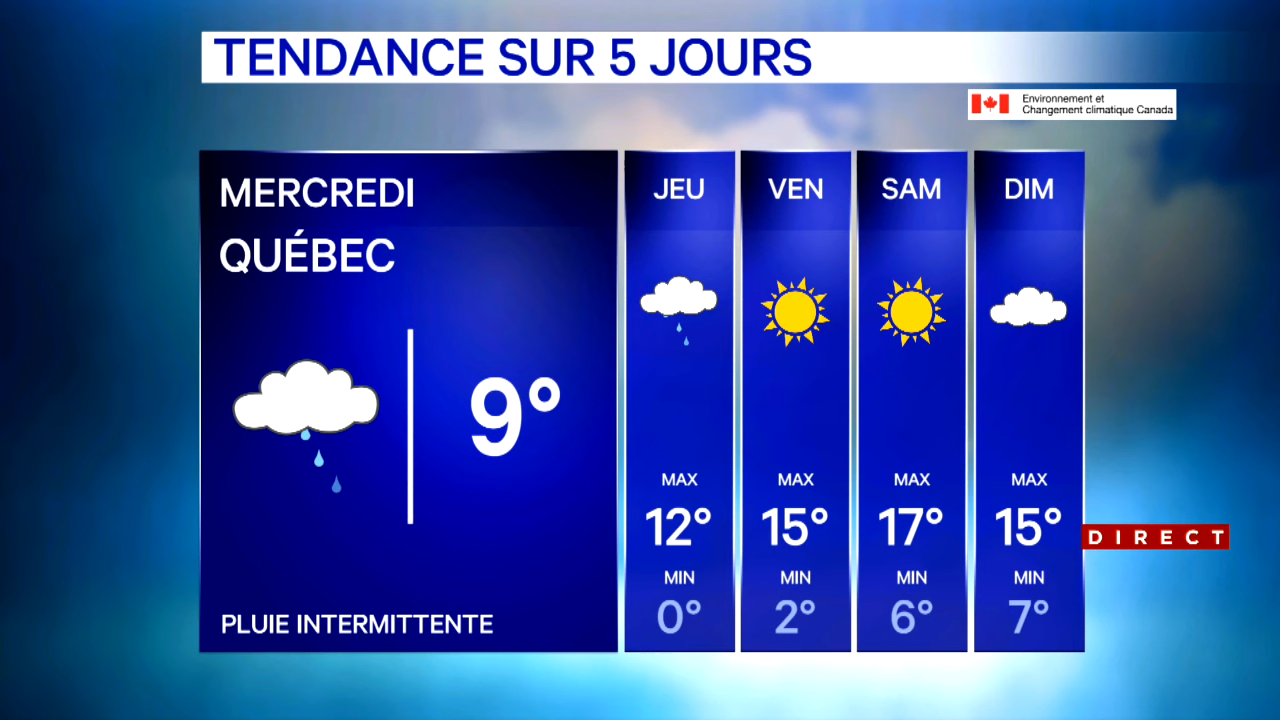 TENDANCE SUR 5 JOURS
Environnement et
Changement climatique Canada
MERCREDI
QUÉBEC
9°
PLUIE INTERMITTENTE
JEU
MAX
12°
MIN
0°
VEN
MAX
15°
MIN
2°
SAM
MAX
17°
MIN
6°
DIM
MAX
15°
MIN
7°
DIRECT